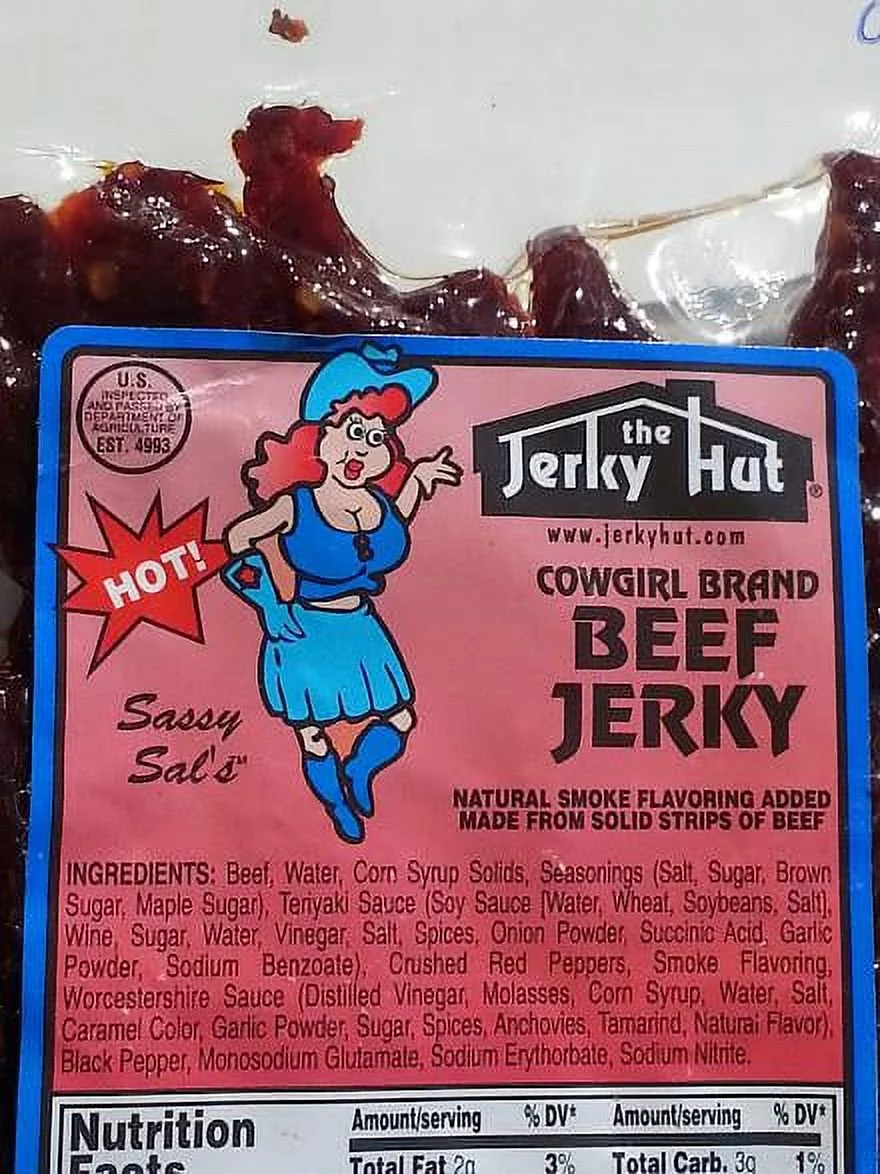 U.S.
INSPECTED
AND PASSED BY
DEPARTMENT OF
AGRICULTURE
EST. 4993
the
Jerky Hut®
www.jerkyhut.com
HOT!
COWGIRL BRAND
BEEF
JERKY
Sassy
Sal's™
NATURAL SMOKE FLAVORING ADDED
MADE FROM SOLID STRIPS OF BEEF
INGREDIENTS: Beef, Water, Corn Syrup Solids, Seasonings (Salt, Sugar, Brown
Sugar, Maple Sugar), Teriyaki Sauce (Soy Sauce [Water, Wheat, Soybeans, Salt],
Wine, Sugar, Water, Vinegar, Salt, Spices, Onion Powder, Succinic Acid, Garlic
Powder, Sodium Benzoate), Crushed Red Peppers, Smoke Flavoring,
Worcestershire Sauce (Distilled Vinegar, Molasses, Corn Syrup, Water, Salt,
Caramel Color, Garlic Powder, Sugar, Spices, Anchovies, Tamarind, Natural Flavor),
Black Pepper, Monosodium Glutamate, Sodium Erythorbate, Sodium Nitrite.
Nutrition
Facts
Amount/serving % DV* Amount/serving % DV*
Total Fat 2g 3% Total Carb. 3g 1%